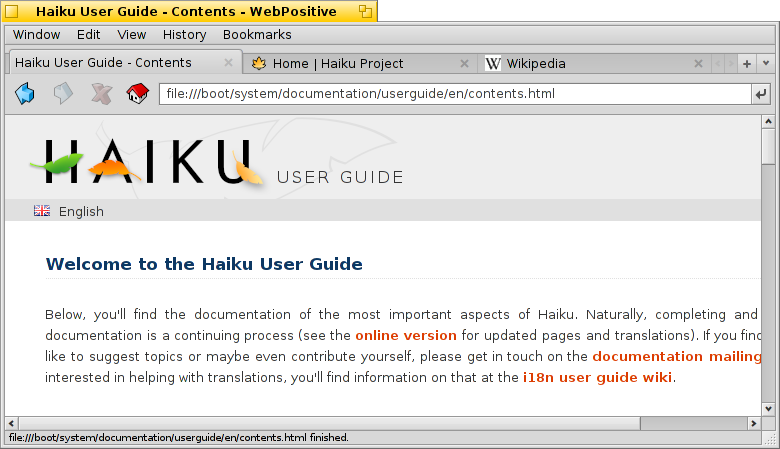 Haiku User Guide - Contents - WebPositive
Window Edit View History Bookmarks
Haiku User Guide - Contents Home | Haiku Project W Wikipedia
file:///boot/system/documentation/userguide/en/contents.html
HAIKU USER GUIDE
English
Welcome to the Haiku User Guide
Below, you'll find the documentation of the most important aspects of Haiku. Naturally, completing and
documentation is a continuing process (see the online version for updated pages and translations). If you find
like to suggest topics or maybe even contribute yourself, please get in touch on the documentation mailing
interested in helping with translations, you'll find information on that at the i18n user guide wiki.
file:///boot/system/documentation/userguide/en/contents.html finished.